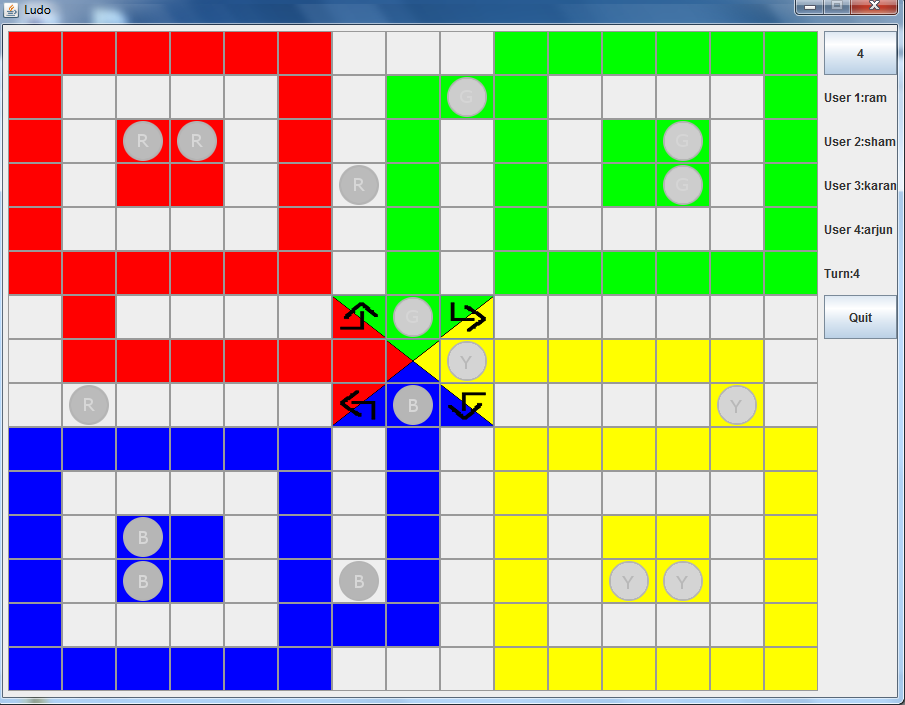 Ludo
4
G
User 1:ram
R R G
User 2:sham
R G
User 3:karan
User 4:arjun
Turn:4
G
Quit
Y
R B Y
B
B B Y Y